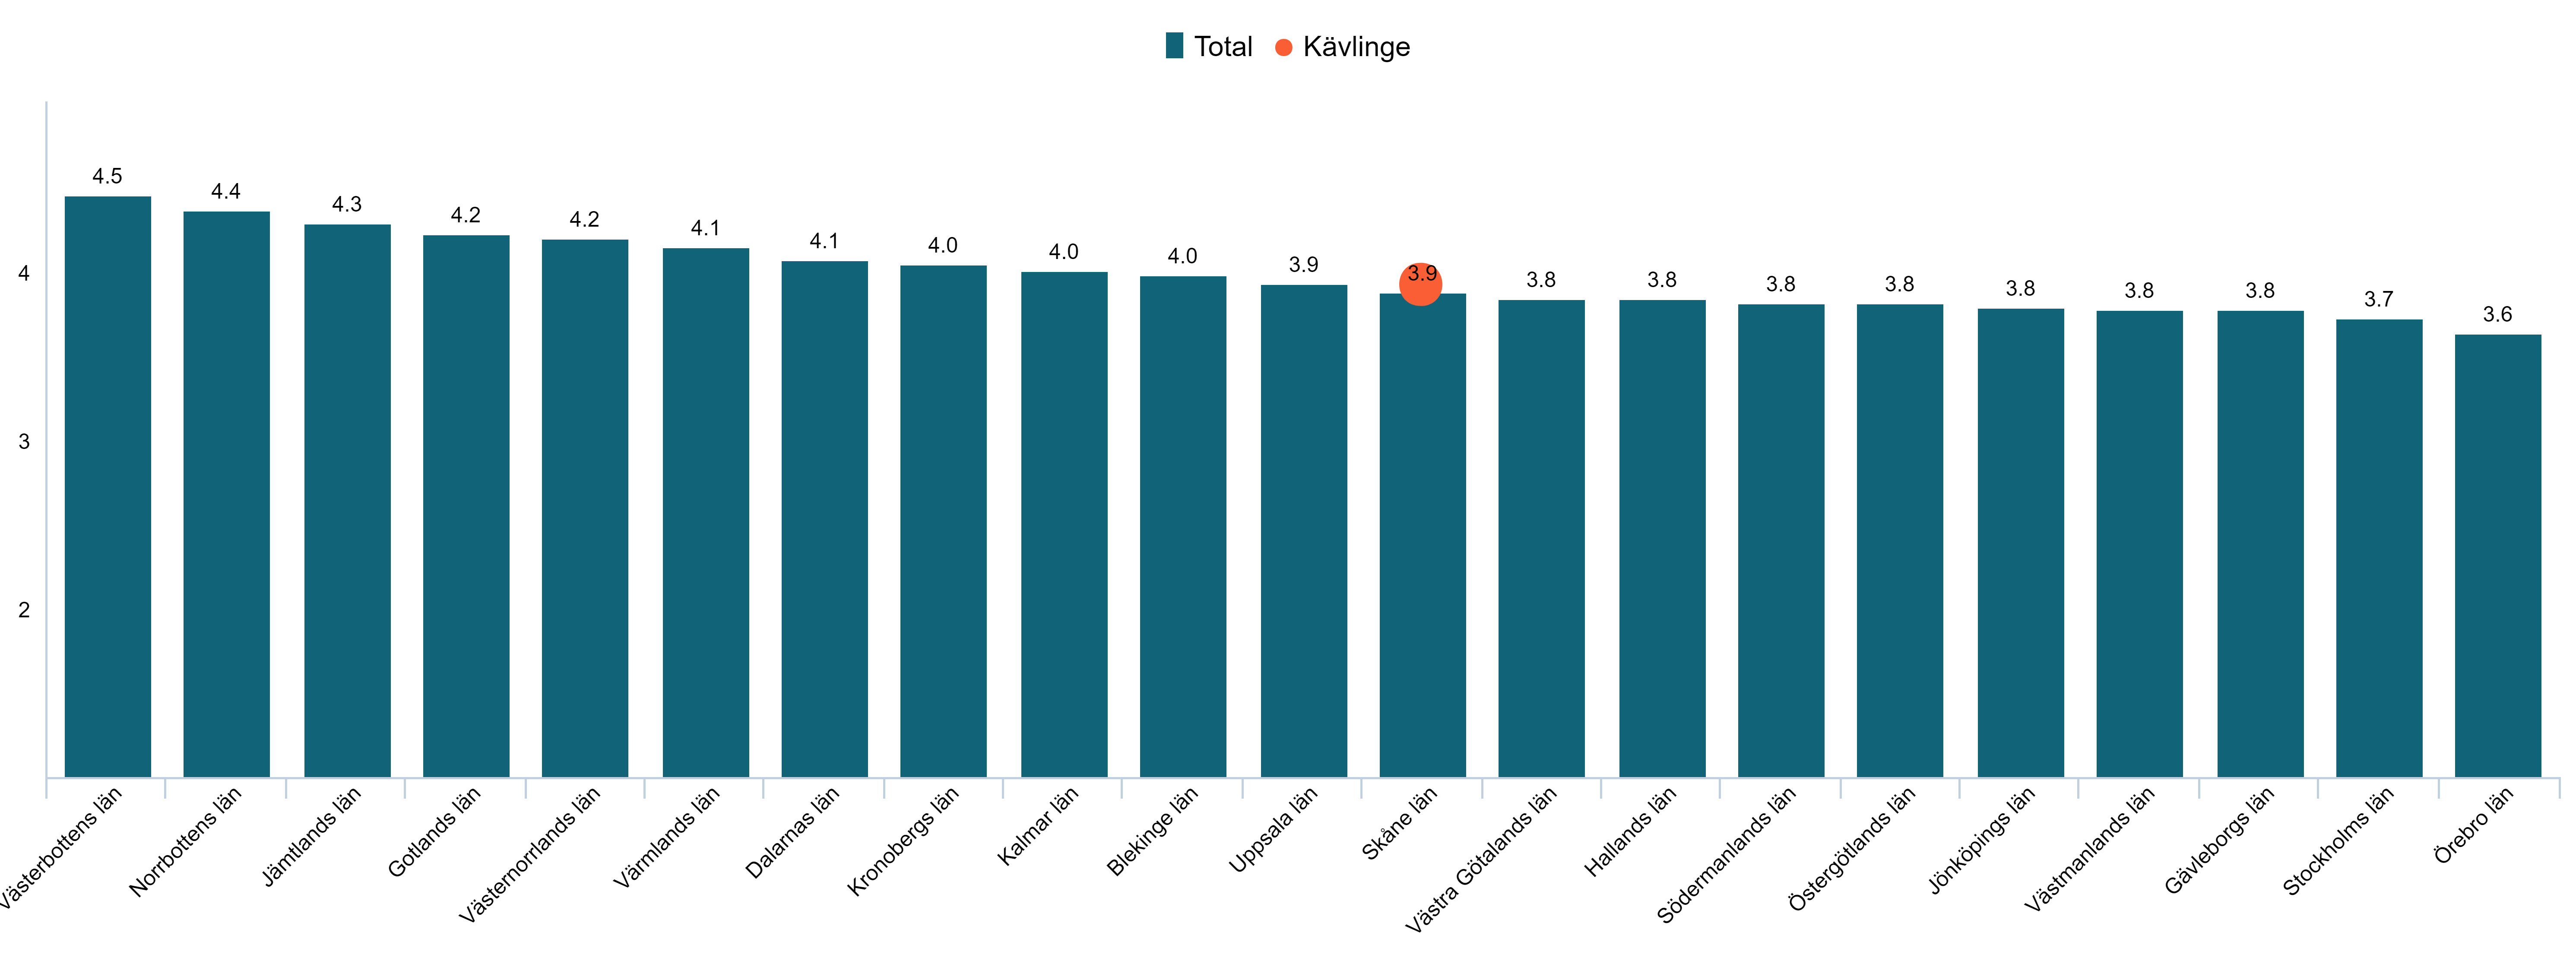 Total Kävlinge
4.5 4.4 4.3 4.2 4.2 4.1 4.1 4.0 4.0 4.0 3.9 3.9 3.8 3.8 3.8 3.8 3.8 3.8 3.8 3.7 3.6
4
3
2
Västerbottens län
Norrbottens län
Jämtlands län
Gotlands län
Västernorrlands län
Värmlands län
Dalarnas län
Kronobergs län
Kalmar län
Blekinge län
Uppsala län
Skåne län
Västra Götalands län
Hallands län
Södermanlands län
Östergötlands län
Jönköpings län
Västmanlands län
Gävleborgs län
Stockholms län
Örebro län